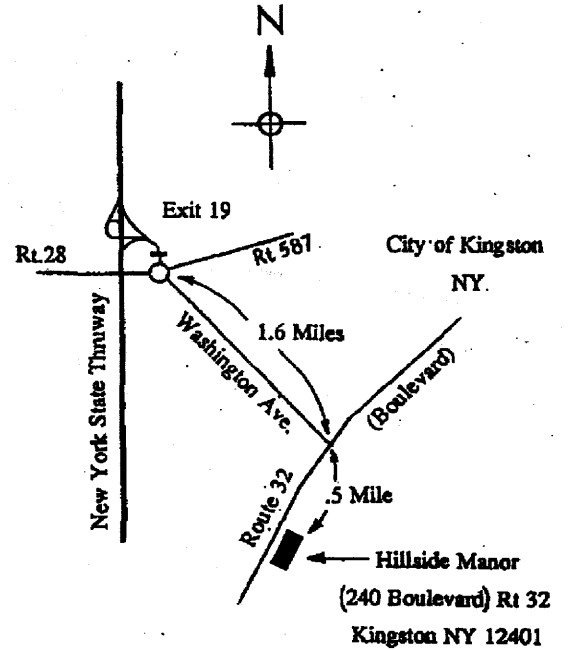 N
Exit 19
Rt.28
Rt 587
City of Kingston
NY.
1.6 Miles
Washington Ave.
New York State Thruway
(Boulevard)
Route 32
.5 Mile
Hillside Manor
(240 Boulevard) Rt 32
Kingston NY 12401